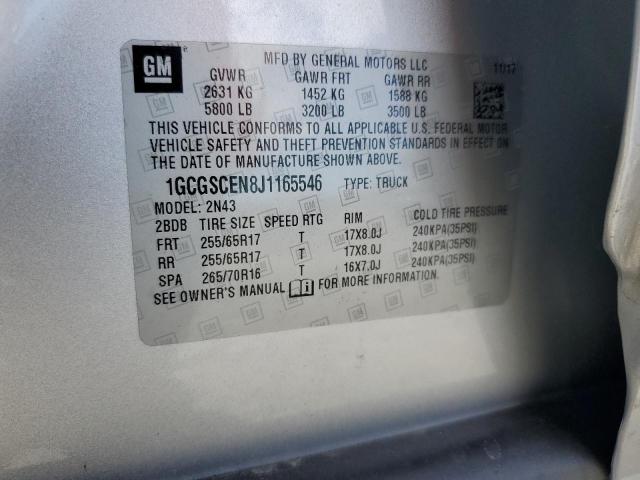 GM
MFD BY GENERAL MOTORS LLC 11/17
GVWR GAWR FRT GAWR RR
2631 KG 1452 KG 1588 KG
5800 LB 3200 LB 3500 LB
THIS VEHICLE CONFORMS TO ALL APPLICABLE U.S. FEDERAL MOTOR
VEHICLE SAFETY AND THEFT PREVENTION STANDARDS IN EFFECT ON
THE DATE OF MANUFACTURE SHOWN ABOVE.
1GCGSCEN8J1165546 TYPE: TRUCK
MODEL: 2N43
2BDB TIRE SIZE SPEED RTG RIM COLD TIRE PRESSURE
FRT 255/65R17 T 17X8.0J 240KPA(35PSI)
RR 255/65R17 T 17X8.0J 240KPA(35PSI)
SPA 265/70R16 T 16X7.0J 240KPA(35PSI)
SEE OWNER'S MANUAL FOR MORE INFORMATION.